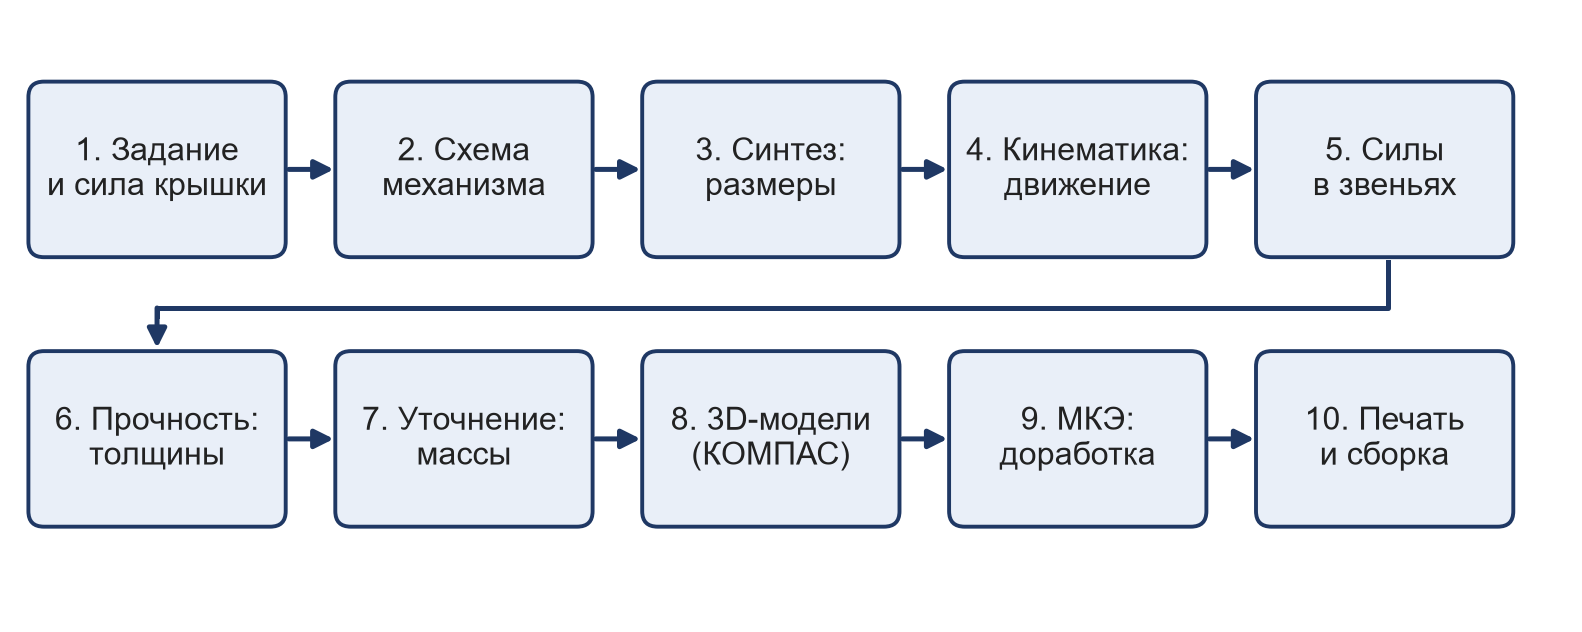 1. Задание
и сила крышки
2. Схема
механизма
3. Синтез:
размеры
4. Кинематика:
движение
5. Силы
в звеньях
6. Прочность:
толщины
7. Уточнение:
массы
8. 3D-модели
(КОМПАС)
9. МКЭ:
доработка
10. Печать
и сборка